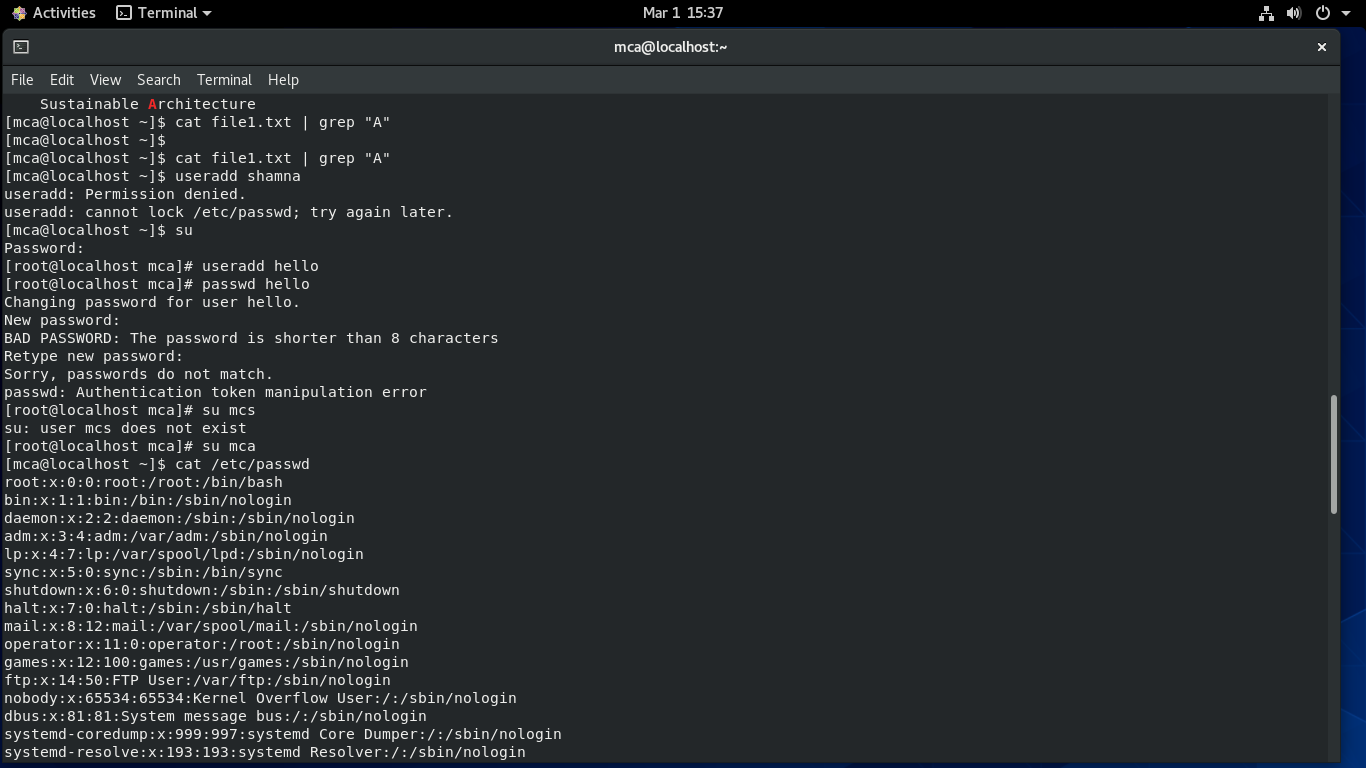 Activities Terminal Mar 1 15:37
mca@localhost:~
File Edit View Search Terminal Help
    Sustainable Architecture
[mca@localhost ~]$ cat file1.txt | grep "A"
[mca@localhost ~]$
[mca@localhost ~]$ cat file1.txt | grep "A"
[mca@localhost ~]$ useradd shamna
useradd: Permission denied.
useradd: cannot lock /etc/passwd; try again later.
[mca@localhost ~]$ su
Password:
[root@localhost mca]# useradd hello
[root@localhost mca]# passwd hello
Changing password for user hello.
New password:
BAD PASSWORD: The password is shorter than 8 characters
Retype new password:
Sorry, passwords do not match.
passwd: Authentication token manipulation error
[root@localhost mca]# su mcs
su: user mcs does not exist
[root@localhost mca]# su mca
[mca@localhost ~]$ cat /etc/passwd
root:x:0:0:root:/root:/bin/bash
bin:x:1:1:bin:/bin:/sbin/nologin
daemon:x:2:2:daemon:/sbin:/sbin/nologin
adm:x:3:4:adm:/var/adm:/sbin/nologin
lp:x:4:7:lp:/var/spool/lpd:/sbin/nologin
sync:x:5:0:sync:/sbin:/bin/sync
shutdown:x:6:0:shutdown:/sbin:/sbin/shutdown
halt:x:7:0:halt:/sbin:/sbin/halt
mail:x:8:12:mail:/var/spool/mail:/sbin/nologin
operator:x:11:0:operator:/root:/sbin/nologin
games:x:12:100:games:/usr/games:/sbin/nologin
ftp:x:14:50:FTP User:/var/ftp:/sbin/nologin
nobody:x:65534:65534:Kernel Overflow User:/:/sbin/nologin
dbus:x:81:81:System message bus:/:/sbin/nologin
systemd-coredump:x:999:997:systemd Core Dumper:/:/sbin/nologin
systemd-resolve:x:193:193:systemd Resolver:/:/sbin/nologin